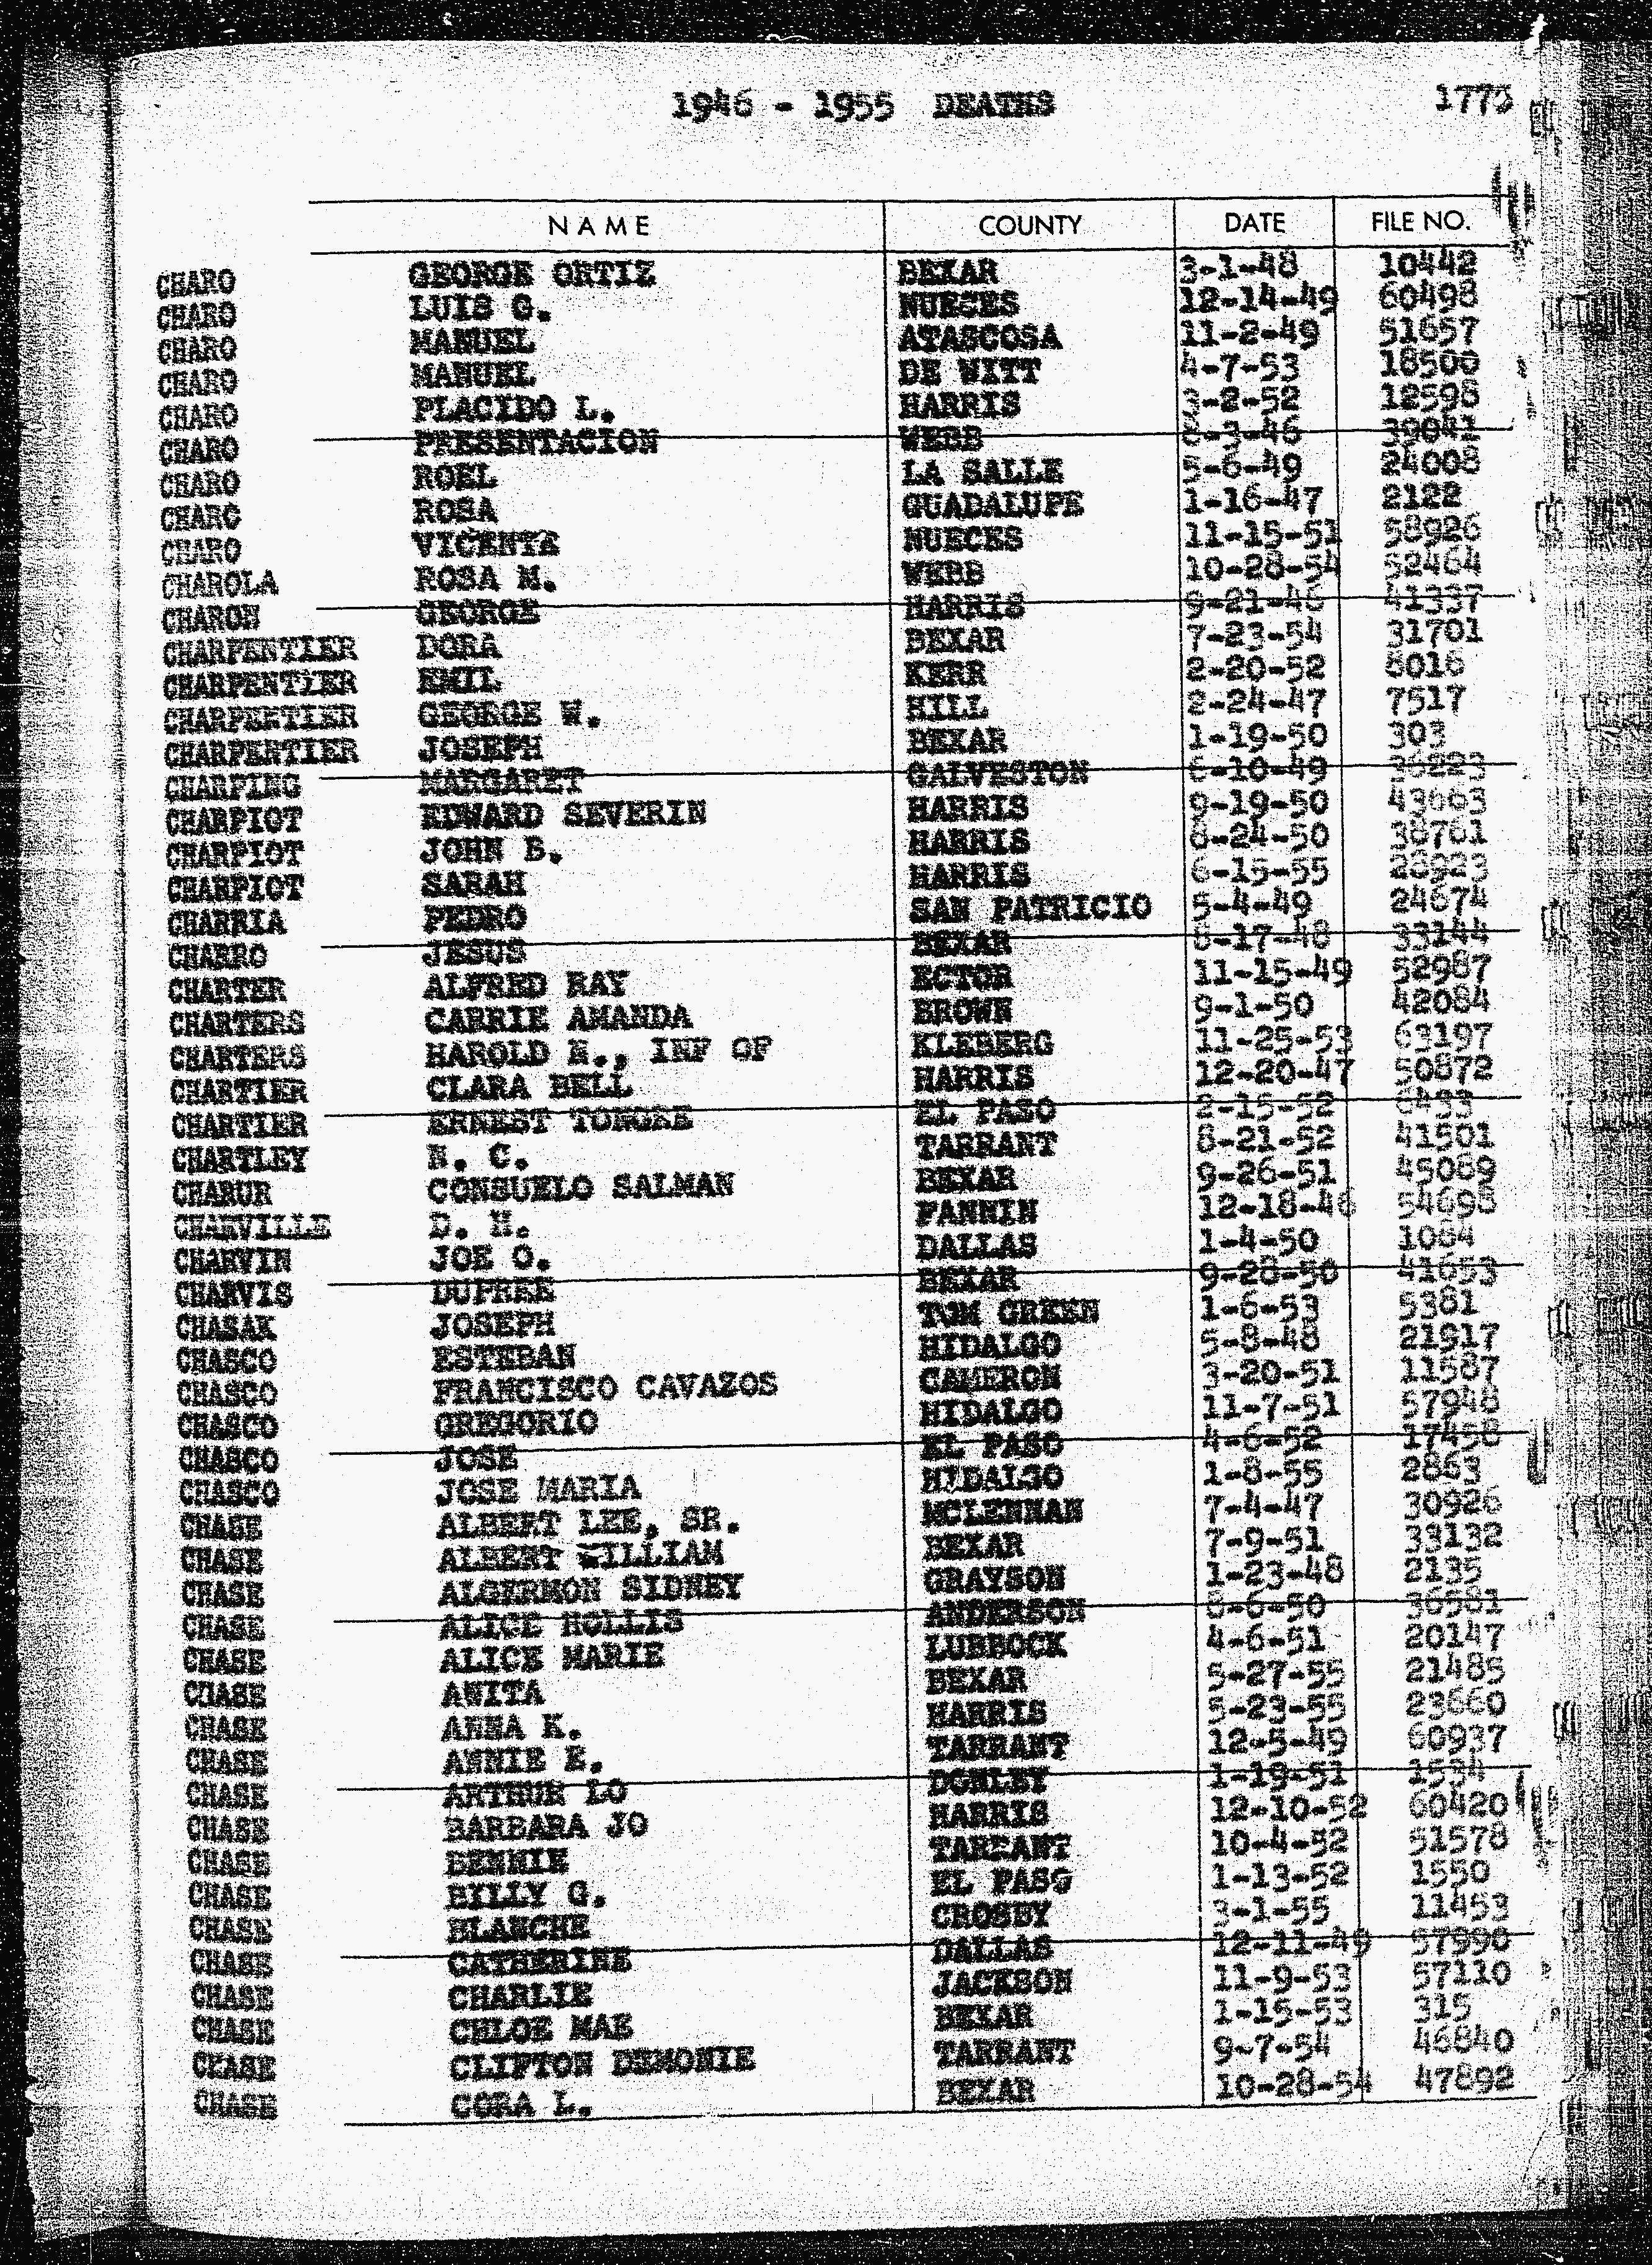 1946 - 1955 DEATHS 1775
NAME COUNTY DATE FILE NO.
CHARO GEORGE ORTIZ BEXAR 3-1-48 10442
CHARO LUIS G. NUECES 12-14-49 60498
CHARO MANUEL ATASCOSA 11-2-49 51657
CHARO MANUEL DE WITT 4-7-53 18500
CHARO PLACIDO L. HARRIS 3-2-52 12598
CHARO PRESENTACION WEBB 39041
CHARO ROEL LA SALLE 5-6-49 24008
CHARO ROSA GUADALUPE 1-16-47 2122
CHARO VICENTE NUECES 11-15-51 58926
CHAROLA ROSA M. WEBB 10-28-54 52464
CHARON GEORGE HARRIS 9-21-46 41337
CHARPENTIER DORA BEXAR 7-23-54 31701
CHARPENTIER EMIL KERR 2-20-52 8016
CHARPENTIER GEORGE W. HILL 2-24-47 7517
CHARPENTIER JOSEPH BEXAR 1-19-50 303
CHARPING MARGARET GALVESTON 6-10-49
CHARPIOT EDWARD SEVERIN HARRIS 9-19-50 43663
CHARPIOT JOHN B. HARRIS 8-24-50 38761
CHARPIOT SARAH HARRIS 6-15-55 28923
CHARRIA PEDRO SAN PATRICIO 5-4-49 24674
CHARRO JESUS BEXAR 8-17-48 33144
CHARTER ALFRED RAY ECTOR 11-15-49 52987
CHARTERS CARRIE AMANDA BROWN 9-1-50 42084
CHARTERS HAROLD E., INF OF KLEBERG 11-25-53 63197
CHARTIER CLARA BELL HARRIS 12-20-47 50872
CHARTIER ERNEST EL PASO 2-15-52 6433
CHARTLEY N. C. TARRANT 8-21-52 41501
CHARUR CONSUELO SALMAN BEXAR 9-26-51 45089
CHARVILLE D. H. FANNIN 12-18-46 54698
CHARVIN JOE O. DALLAS 1-4-50 1064
CHARVIS DUPREE BEXAR 9-28-50 41653
CHASAK JOSEPH TOM GREEN 1-6-53 5381
CHASCO ESTEBAN HIDALGO 5-8-48 21917
CHASCO FRANCISCO CAVAZOS CAMERON 3-20-51 11587
CHASCO GREGORIO HIDALGO 11-7-51 57948
CHASCO JOSE EL PASO 4-6-52 17458
CHASCO JOSE MARIA HIDALGO 1-8-55 2863
CHASE ALBERT LEE, SR. MCLENNAN 7-4-47 30926
CHASE ALBERT WILLIAM BEXAR 7-9-51 33132
CHASE ALGERMON SIDNEY GRAYSON 1-23-48 2135
CHASE ALICE HOLLIS ANDERSON 8-6-50 36581
CHASE ALICE MARIE LUBBOCK 4-6-51 20147
CHASE ANITA BEXAR 5-27-55 21485
CHASE ANNA K. HARRIS 5-23-55 23660
CHASE ANNIE E. TARRANT 12-5-49 60937
CHASE ARTHUR LO DONLEY 1-19-51 1534
CHASE BARBARA JO HARRIS 12-10-52 60420
CHASE BENNIE TARRANT 10-4-52 51578
CHASE BILLY G. EL PASO 1-13-52 1550
CHASE BLANCHE CROSBY 3-1-55 11453
CHASE CATHERINE DALLAS 12-11-49 57990
CHASE CHARLIE JACKSON 11-9-53 57110
CHASE CHLOE MAE BEXAR 1-15-53 315
CHASE CLIFTON DEMONIE TARRANT 9-7-54 46840
CHASE CORA L. BEXAR 10-28-54 47892